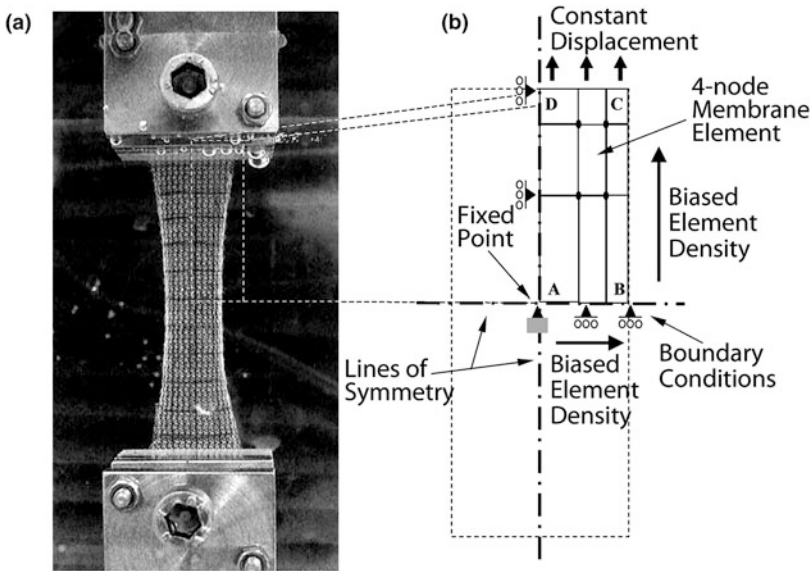 (a)
(b)
Constant
Displacement
D
C
4-node
Membrane
Element
Biased
Element
Density
Fixed
Point
A
B
Lines of
Symmetry
Biased
Element
Density
Boundary
Conditions